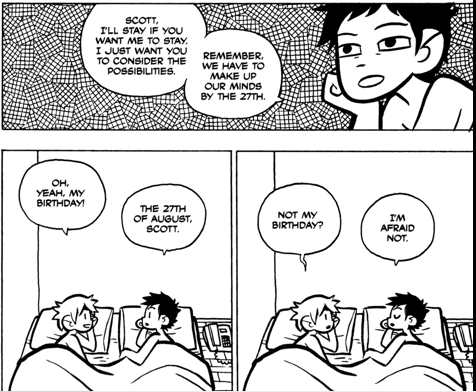 SCOTT,
I'LL STAY IF YOU
WANT ME TO STAY.
I JUST WANT YOU
TO CONSIDER THE
POSSIBILITIES.
REMEMBER,
WE HAVE TO
MAKE UP
OUR MINDS
BY THE 27TH.
OH,
YEAH, MY
BIRTHDAY!
THE 27TH
OF AUGUST,
SCOTT.
NOT MY
BIRTHDAY?
I'M
AFRAID
NOT.